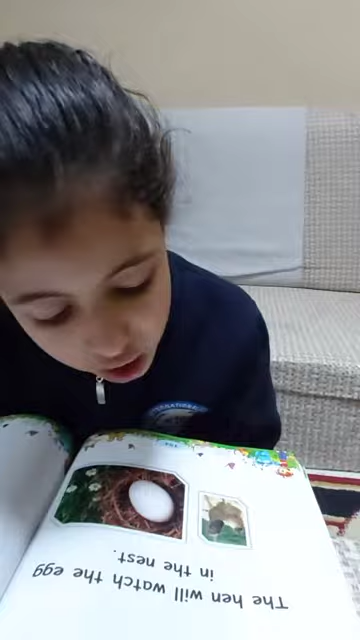 The hen will watch the egg
in the nest.